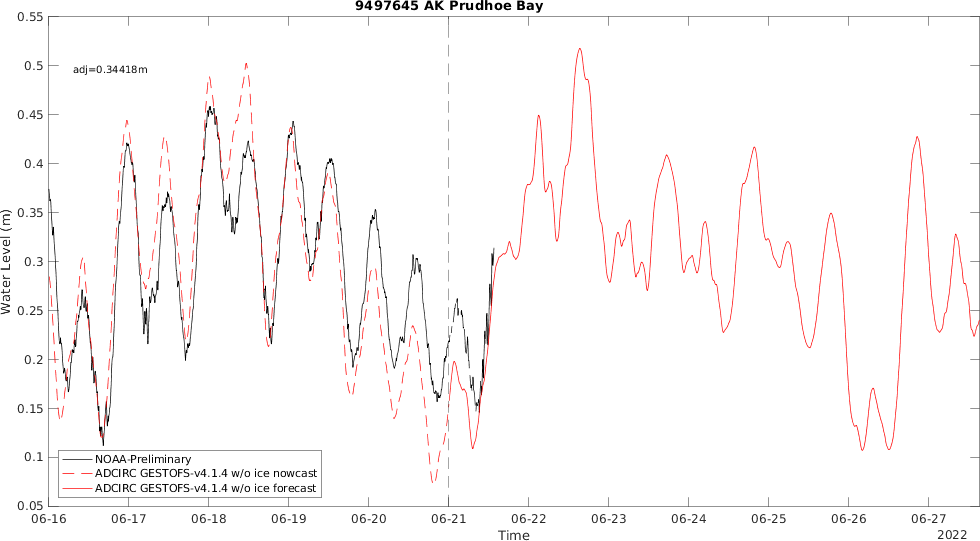 9497645 AK Prudhoe Bay
adj=0.34418m
0.55
0.5
0.45
0.4
0.35
0.3
0.25
0.2
0.15
0.1
0.05
Water Level (m)
NOAA-Preliminary
ADCIRC GESTOFS-v4.1.4 w/o ice nowcast
ADCIRC GESTOFS-v4.1.4 w/o ice forecast
06-16 06-17 06-18 06-19 06-20 06-21 06-22 06-23 06-24 06-25 06-26 06-27
Time
2022